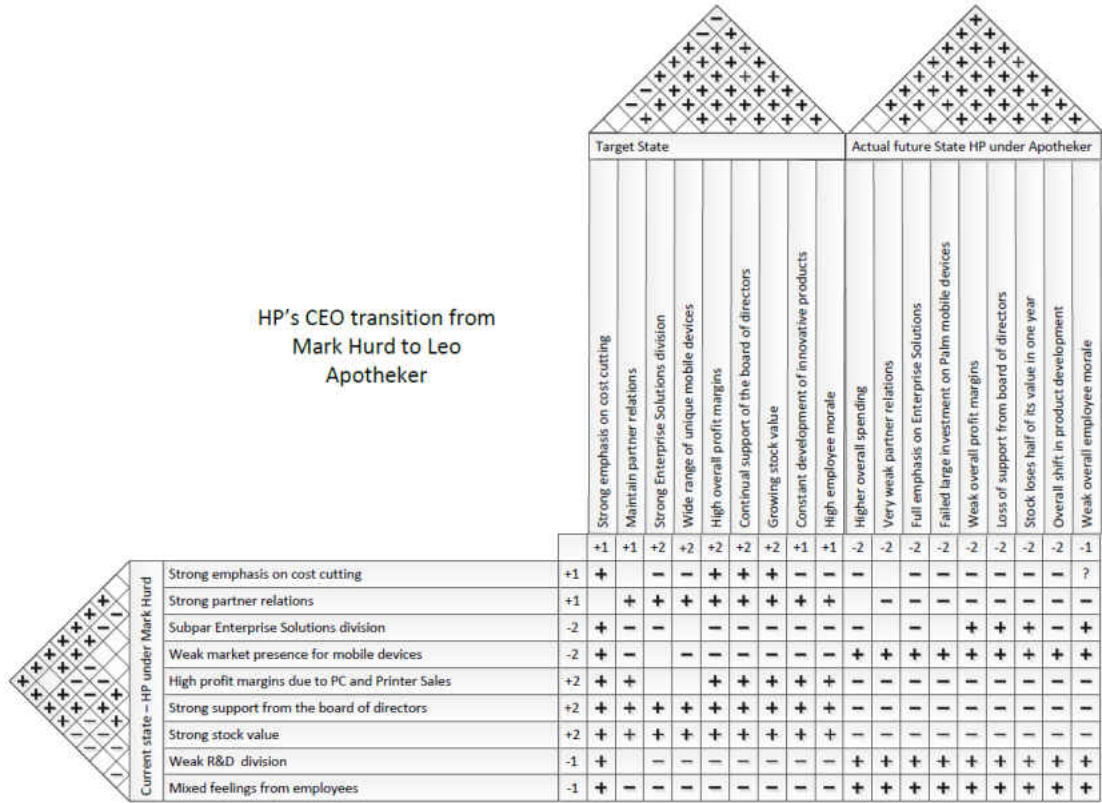 HP's CEO transition from
Mark Hurd to Leo
Apotheker
Target State
Actual future State HP under Apotheker
Strong emphasis on cost cutting
Maintain partner relations
Strong Enterprise Solutions division
Wide range of unique mobile devices
High overall profit margins
Continual support of the board of directors
Growing stock value
Constant development of innovative products
High employee morale
Higher overall spending
Very weak partner relations
Full emphasis on Enterprise Solutions
Failed large investment on Palm mobile devices
Weak overall profit margins
Loss of support from board of directors
Stock loses half of its value in one year
Overall shift in product development
Weak overall employee morale
+1 +1 +2 +2 +2 +2 +2 +1 +1 -2 -2 -2 -2 -2 -2 -2 -2 -1
Current state – HP under Mark Hurd
Strong emphasis on cost cutting +1 + − − + + + − − − − − − − − − ?
Strong partner relations +1 + + + + + + + + − − − − − − − −
Subpar Enterprise Solutions division -2 + − − − − − − − − + + + − +
Weak market presence for mobile devices -2 + − − − − − − − + + + + + + + + +
High profit margins due to PC and Printer Sales +2 + + + + + + + − − − − − − − − −
Strong support from the board of directors +2 + + + + + + + + + − − − − − − − − −
Strong stock value +2 + + + + + + + + + − − − − − − − − −
Weak R&D division -1 + − − − − − − − + + + + + + + + +
Mixed feelings from employees -1 + − − − − − − − − + + + + + + + + +